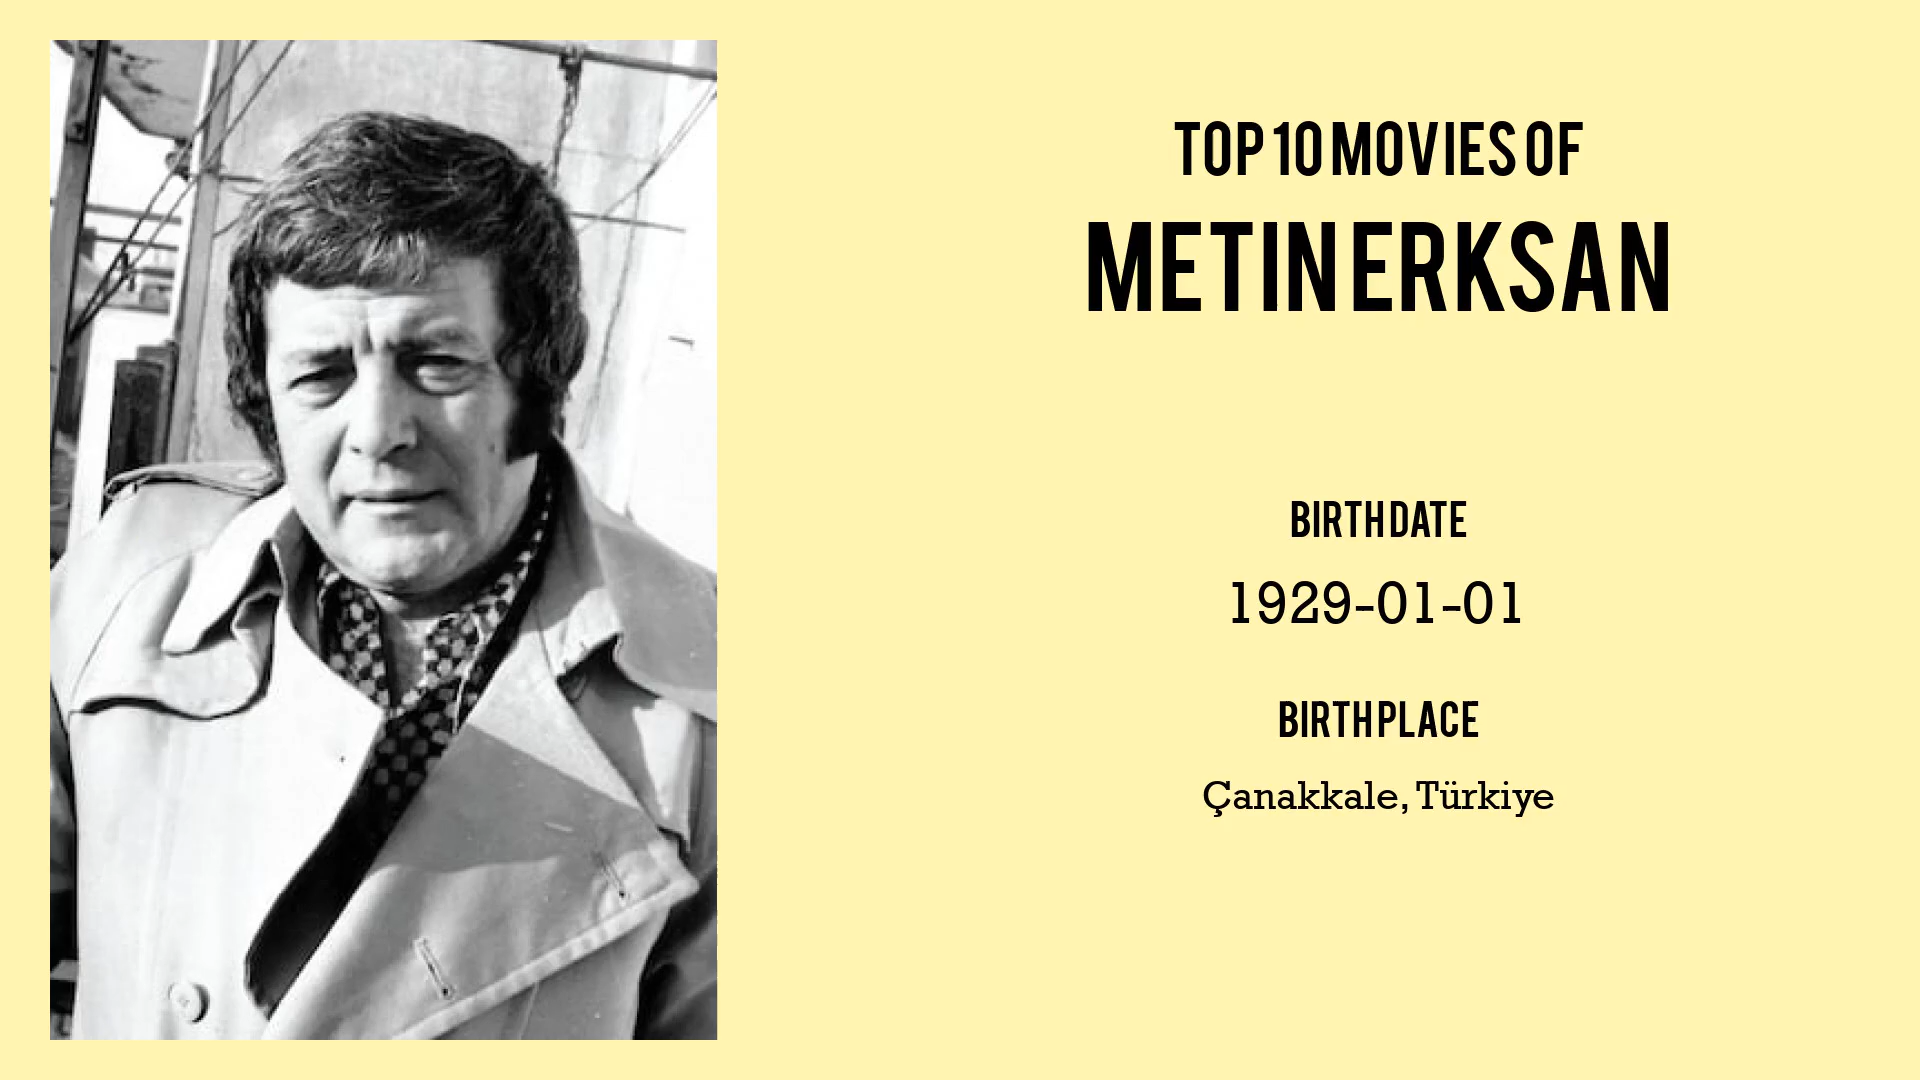 TOP 10 MOVIES OF
METIN ERKSAN
BIRTHDATE
1929-01-01
BIRTHPLACE
Çanakkale, Türkiye